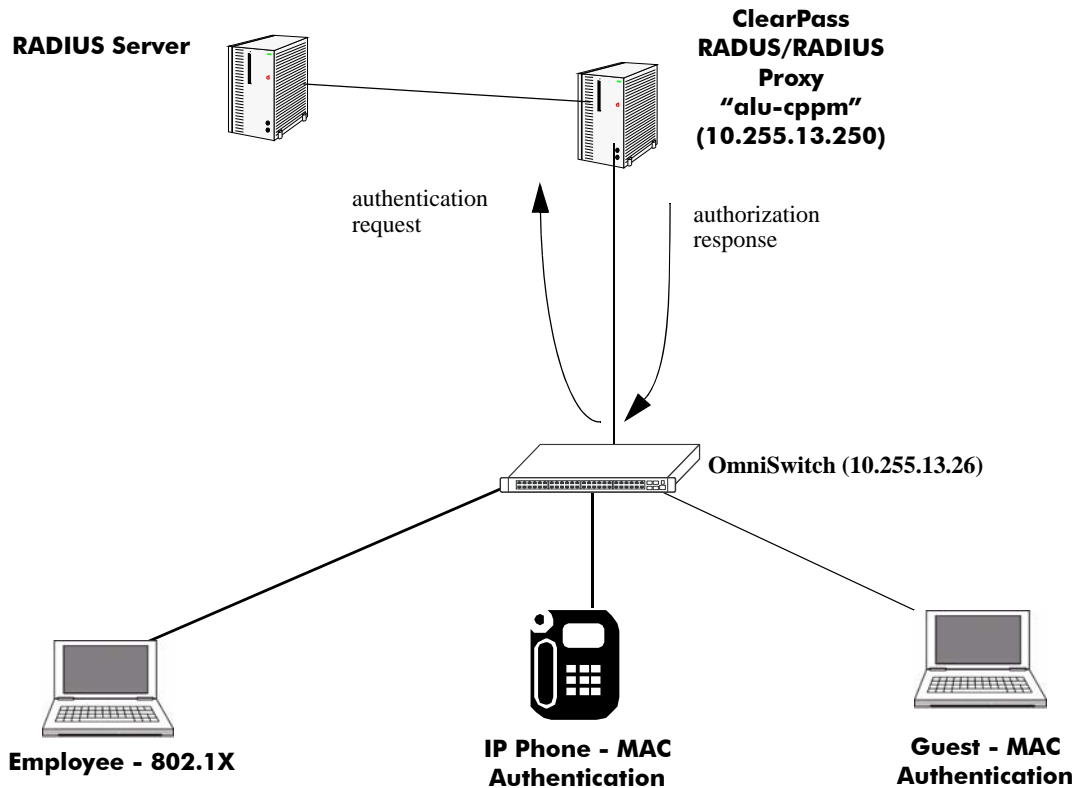 RADIUS Server
ClearPass
RADUS/RADIUS
Proxy
“alu-cppm”
(10.255.13.250)
authentication
request
authorization
response
OmniSwitch (10.255.13.26)
Employee - 802.1X
IP Phone - MAC
Authentication
Guest - MAC
Authentication